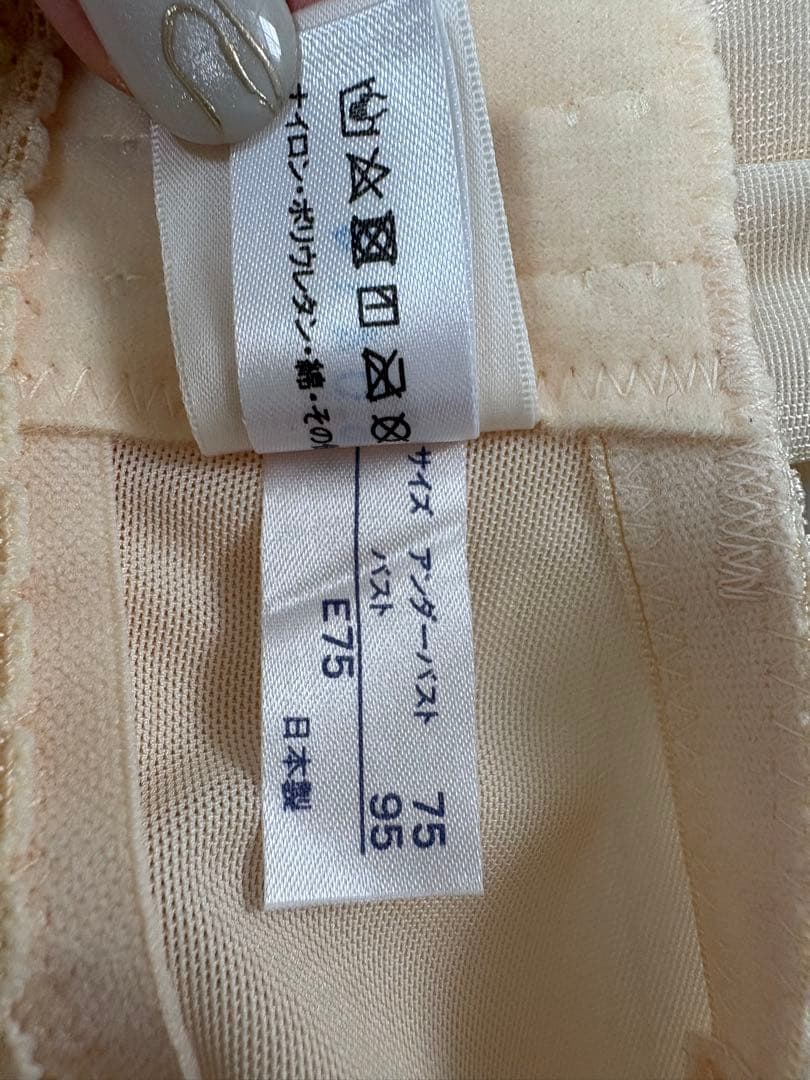 ナイロン・ポリウレタン・綿・その
サイズ アンダーバスト 75
バスト 95
E75
日本製